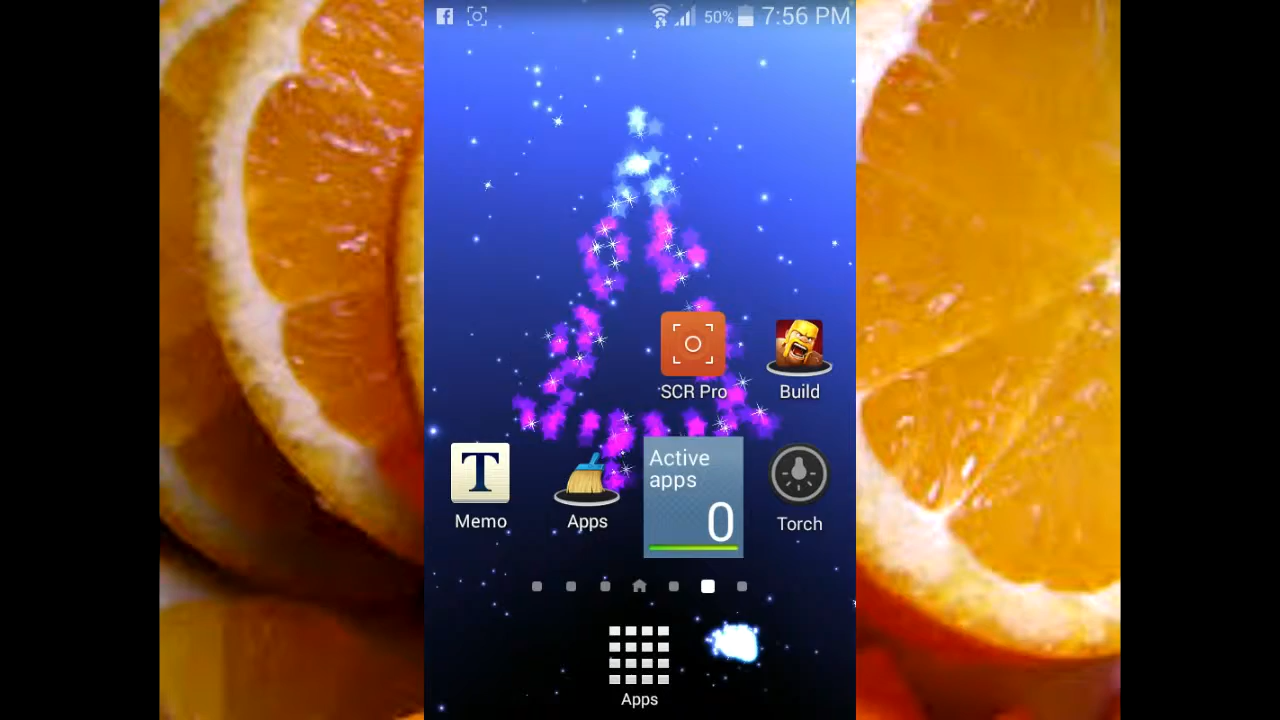 50% 7:56 PM
SCR Pro
Build
Active
apps
0
T
Memo
Apps
Torch
Apps